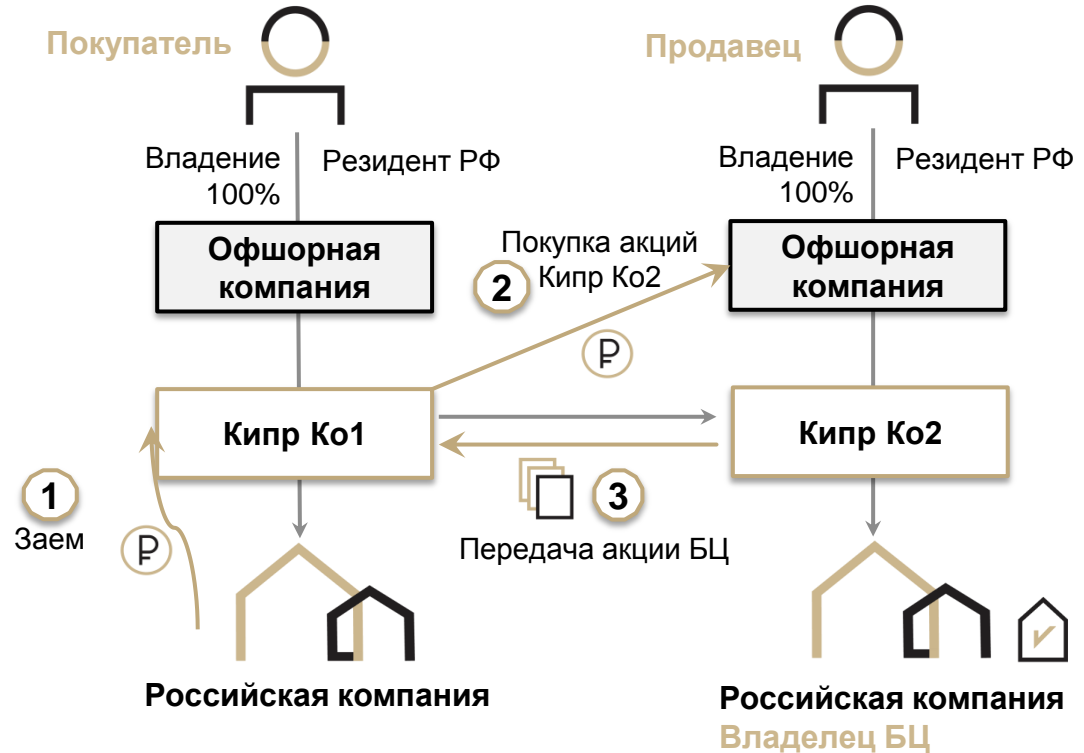 Покупатель
Продавец
Владение
100%
Резидент РФ
Владение
100%
Резидент РФ
Офшорная
компания
Покупка акций
Кипр Ко2
2
Офшорная
компания
₽
Кипр Ко1
Кипр Ко2
1
Заем
₽
3
Передача акции БЦ
Российская компания
Российская компания
Владелец БЦ